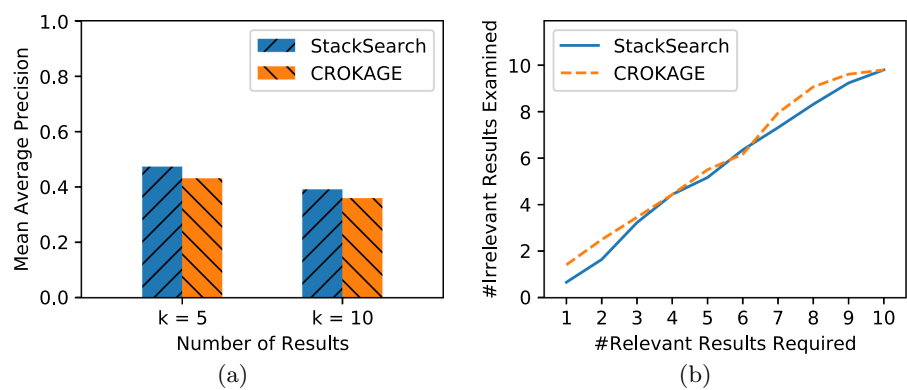 Mean Average Precision
1.0
0.8
0.6
0.4
0.2
0.0
StackSearch
CROKAGE
k = 5
k = 10
Number of Results
(a)
#Irrelevant Results Examined
10
8
6
4
2
0
StackSearch
CROKAGE
1 2 3 4 5 6 7 8 9 10
#Relevant Results Required
(b)